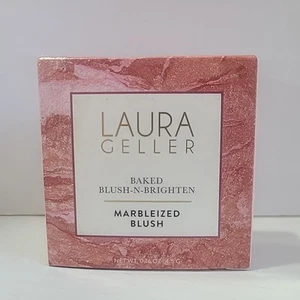 LAURA
GELLER
BAKED
BLUSH-N-BRIGHTEN
MARBLEIZED
BLUSH